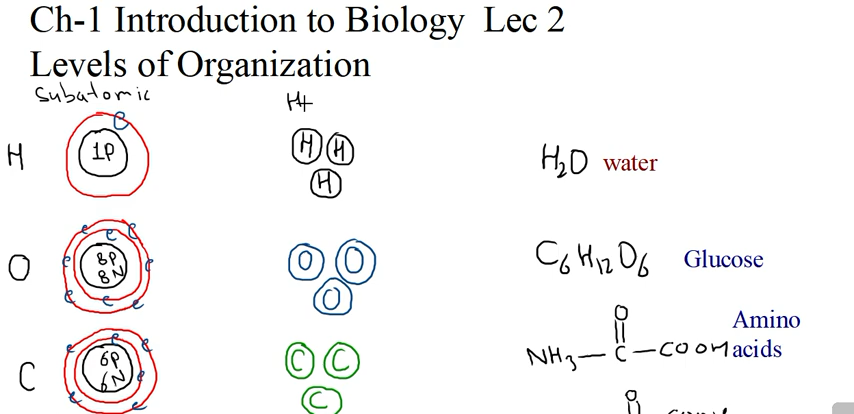 Ch-1 Introduction to Biology Lec 2
Levels of Organization
Subatomic
H+
H
e
1P
H H
H
H2O water
O
e e e
e e
e e e
8P
8N
O O
O
C6H12O6 Glucose
Amino
acids
O
NH3—C—COOH
C
e e e
e
e e
6P
6N
C C
C
O